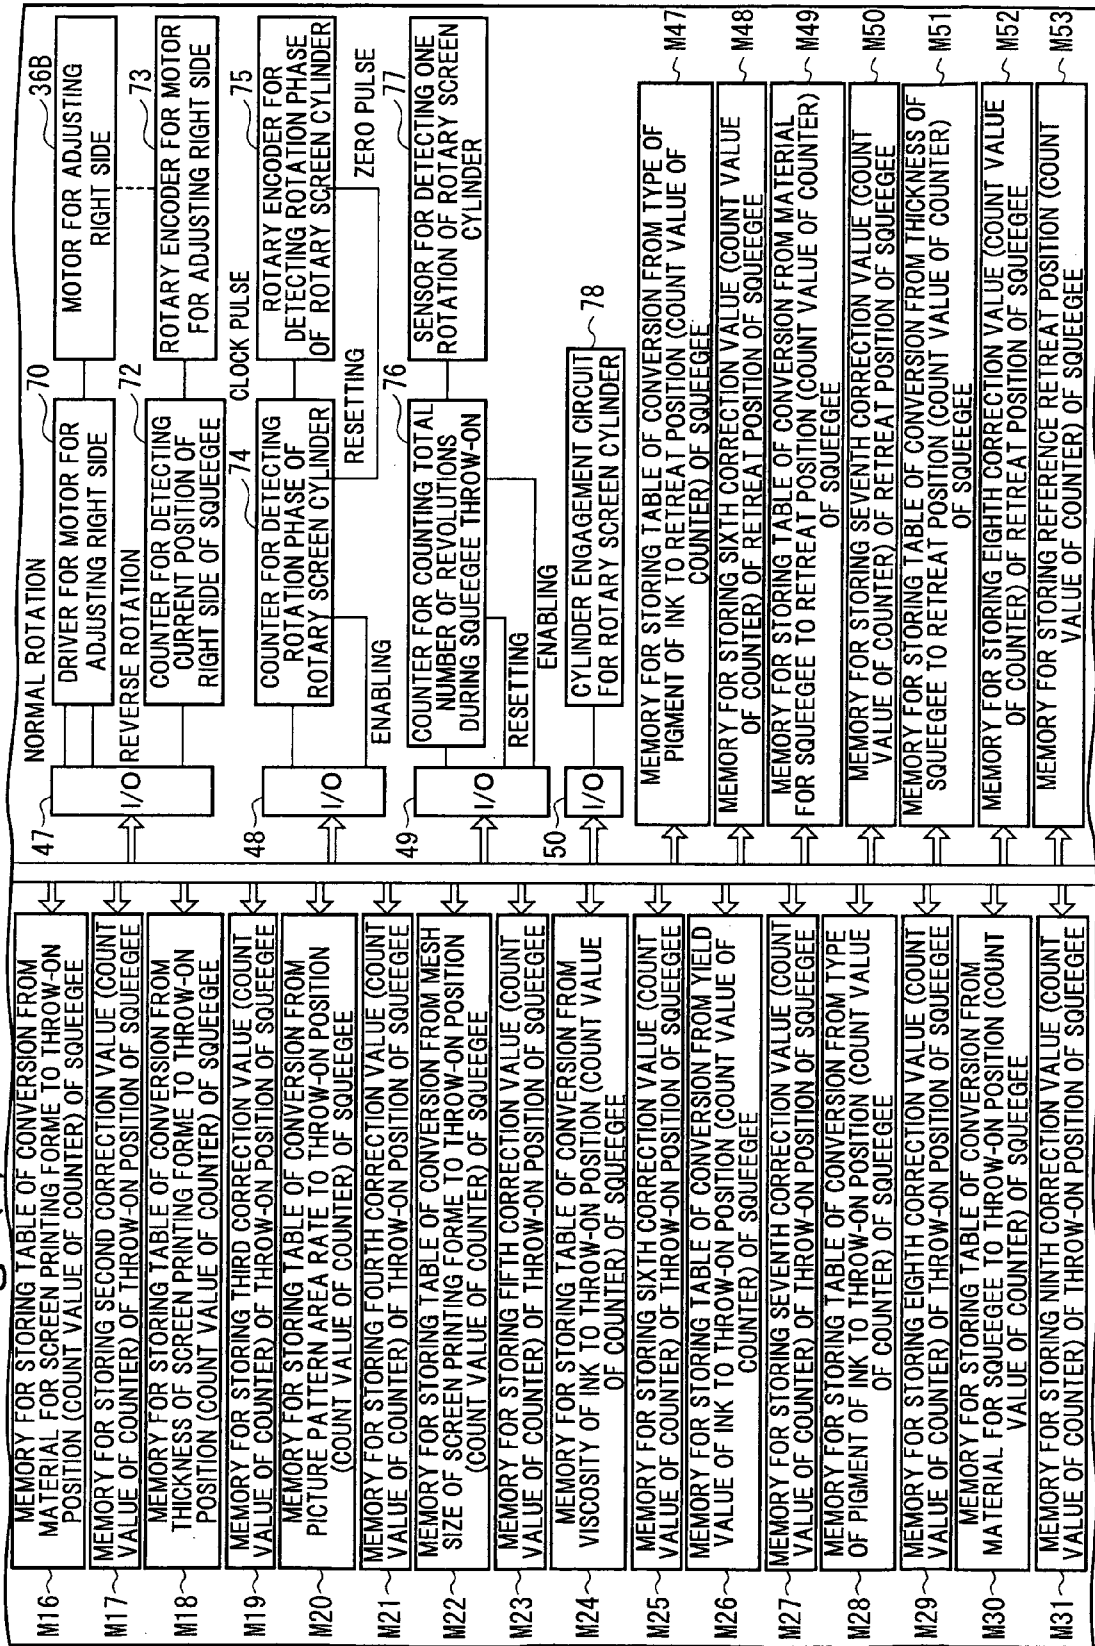 M16
MEMORY FOR STORING TABLE OF CONVERSION FROM
MATERIAL FOR SCREEN PRINTING FORME TO THROW-ON
POSITION (COUNT VALUE OF COUNTER) OF SQUEEGEE
M17
MEMORY FOR STORING SECOND CORRECTION VALUE (COUNT
VALUE OF COUNTER) OF THROW-ON POSITION OF SQUEEGEE
M18
MEMORY FOR STORING TABLE OF CONVERSION FROM
THICKNESS OF SCREEN PRINTING FORME TO THROW-ON
POSITION (COUNT VALUE OF COUNTER) OF SQUEEGEE
M19
MEMORY FOR STORING THIRD CORRECTION VALUE (COUNT
VALUE OF COUNTER) OF THROW-ON POSITION OF SQUEEGEE
M20
MEMORY FOR STORING TABLE OF CONVERSION FROM
PICTURE PATTERN AREA RATE TO THROW-ON POSITION
(COUNT VALUE OF COUNTER) OF SQUEEGEE
M21
MEMORY FOR STORING FOURTH CORRECTION VALUE (COUNT
VALUE OF COUNTER) OF THROW-ON POSITION OF SQUEEGEE
M22
MEMORY FOR STORING TABLE OF CONVERSION FROM MESH
SIZE OF SCREEN PRINTING FORME TO THROW-ON POSITION
(COUNT VALUE OF COUNTER) OF SQUEEGEE
M23
MEMORY FOR STORING FIFTH CORRECTION VALUE (COUNT
VALUE OF COUNTER) OF THROW-ON POSITION OF SQUEEGEE
M24
MEMORY FOR STORING TABLE OF CONVERSION FROM
VISCOSITY OF INK TO THROW-ON POSITION (COUNT VALUE
OF COUNTER) OF SQUEEGEE
M25
MEMORY FOR STORING SIXTH CORRECTION VALUE (COUNT
VALUE OF COUNTER) OF THROW-ON POSITION OF SQUEEGEE
M26
MEMORY FOR STORING TABLE OF CONVERSION FROM YIELD
VALUE OF INK TO THROW-ON POSITION (COUNT VALUE OF
COUNTER) OF SQUEEGEE
M27
MEMORY FOR STORING SEVENTH CORRECTION VALUE (COUNT
VALUE OF COUNTER) OF THROW-ON POSITION OF SQUEEGEE
M28
MEMORY FOR STORING TABLE OF CONVERSION FROM TYPE
OF PIGMENT OF INK TO THROW-ON POSITION (COUNT VALUE
OF COUNTER) OF SQUEEGEE
M29
MEMORY FOR STORING EIGHT CORRECTION VALUE (COUNT
VALUE OF COUNTER) OF THROW-ON POSITION OF SQUEEGEE
M30
MEMORY FOR STORING TABLE OF CONVERSION FROM
MATERIAL FOR SQUEEGEE TO THROW-ON POSITION (COUNT
VALUE OF COUNTER) OF SQUEEGEE
M31
MEMORY FOR STORING NINTH CORRECTION VALUE (COUNT
VALUE OF COUNTER) OF THROW-ON POSITION OF SQUEEGEE
47
I/O
NORMAL ROTATION
REVERSE ROTATION
70
DRIVER FOR MOTOR FOR
ADJUSTING RIGHT SIDE
36B
MOTOR FOR ADJUSTING
RIGHT SIDE
72
COUNTER FOR DETECTING
CURRENT POSITION OF
RIGHT SIDE OF SQUEEGEE
73
ROTARY ENCODER FOR MOTOR
FOR ADJUSTING RIGHT SIDE
48
I/O
74
COUNTER FOR DETECTING
ROTATION PHASE OF
ROTARY SCREEN CYLINDER
CLOCK PULSE
75
ROTARY ENCODER FOR
DETECTING ROTATION PHASE
OF ROTARY SCREEN CYLINDER
ENABLING
RESETTING
ZERO PULSE
49
I/O
76
COUNTER FOR COUNTING TOTAL
NUMBER OF REVOLUTIONS
DURING SQUEEGEE THROW-ON
77
SENSOR FOR DETECTING ONE
ROTATION OF ROTARY SCREEN
CYLINDER
RESETTING
ENABLING
50
I/O
CYLINDER ENGAGEMENT CIRCUIT
FOR ROTARY SCREEN CYLINDER
78
MEMORY FOR STORING TABLE OF CONVERSION FROM TYPE OF
PIGMENT OF INK TO RETREAT POSITION (COUNT VALUE OF
COUNTER) OF SQUEEGEE
M47
MEMORY FOR STORING SIXTH CORRECTION VALUE (COUNT VALUE
OF COUNTER) OF RETREAT POSITION OF SQUEEGEE
M48
MEMORY FOR STORING TABLE OF CONVERSION FROM MATERIAL
FOR SQUEEGEE TO RETREAT POSITION (COUNT VALUE OF COUNTER)
OF SQUEEGEE
M49
MEMORY FOR STORING SEVENTH CORRECTION VALUE (COUNT
VALUE OF COUNTER) OF RETREAT POSITION OF SQUEEGEE
M50
MEMORY FOR STORING TABLE OF CONVERSION FROM THICKNESS OF
SQUEEGEE TO RETREAT POSITION (COUNT VALUE OF COUNTER)
OF SQUEEGEE
M51
MEMORY FOR STORING EIGHTH CORRECTION VALUE (COUNT VALUE
OF COUNTER) OF RETREAT POSITION OF SQUEEGEE
M52
MEMORY FOR STORING REFERENCE RETREAT POSITION (COUNT
VALUE OF COUNTER) OF SQUEEGEE
M53